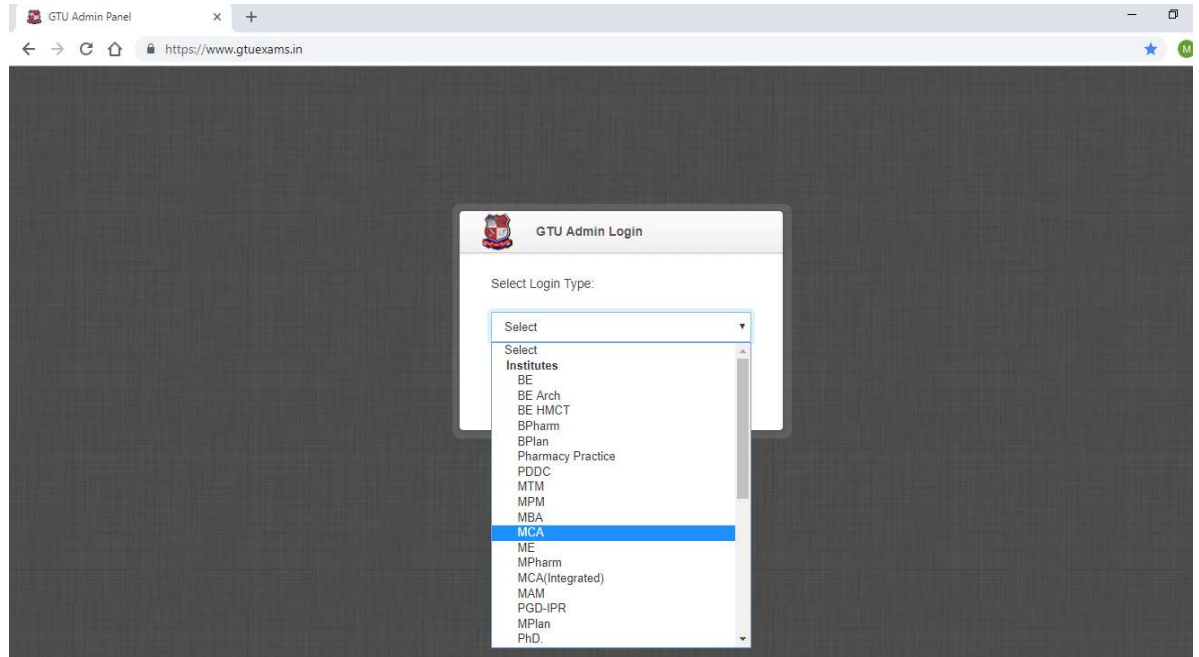 GTU Admin Panel
https://www.gtuexams.in
M
GTU Admin Login
Select Login Type:
Select
Select
Institutes
BE
BE Arch
BE HMCT
BPharm
BPlan
Pharmacy Practice
PDDC
MTM
MPM
MBA
MCA
ME
MPharm
MCA(Integrated)
MAM
PGD-IPR
MPlan
PhD.